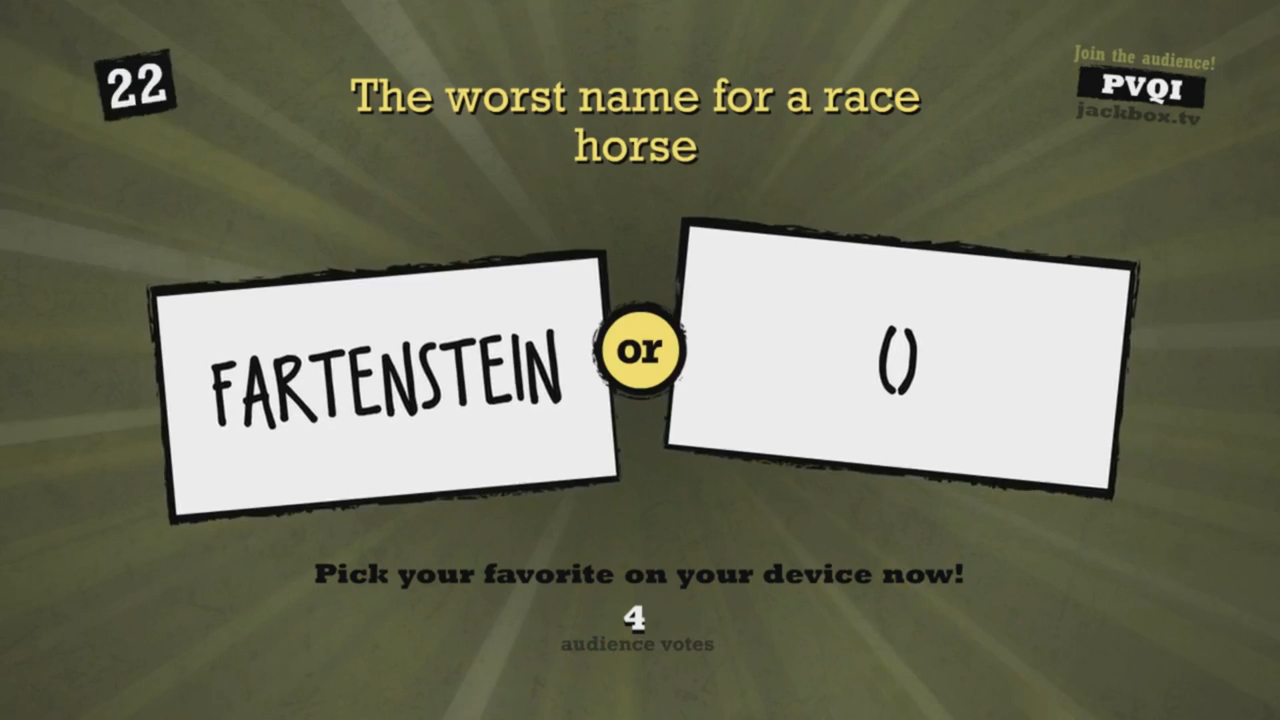 22
The worst name for a race
horse
Join the audience!
PVQI
jackbox.tv
FARTENSTEIN
or
()
Pick your favorite on your device now!
4
audience votes